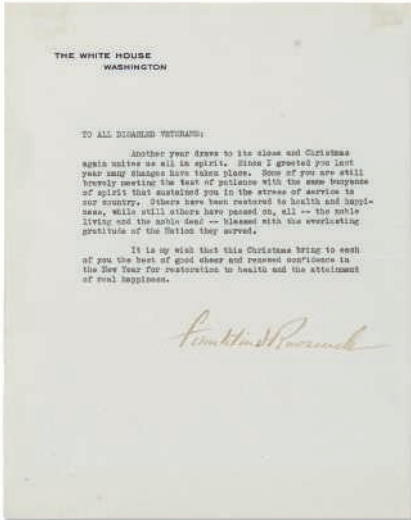 THE WHITE HOUSE
WASHINGTON
TO ALL DISABLED VETERANS:
Another year draws to its close and Christmas
again unites us all in spirit. Since I greeted you last
year many changes have taken place. Some of you are still
bravely meeting the test of patience with the same buoyance
of spirit that sustained you in the stress of service to
our country. Others have been restored to health and happi-
ness, while still others have passed on, all -- the noble
living and the noble dead -- blessed with the everlasting
gratitude of the Nation they served.
It is my wish that this Christmas bring to each
of you the best of good cheer and renewed confidence in
the New Year for restoration to health and the attainment
of real happiness.
Franklin D Roosevelt